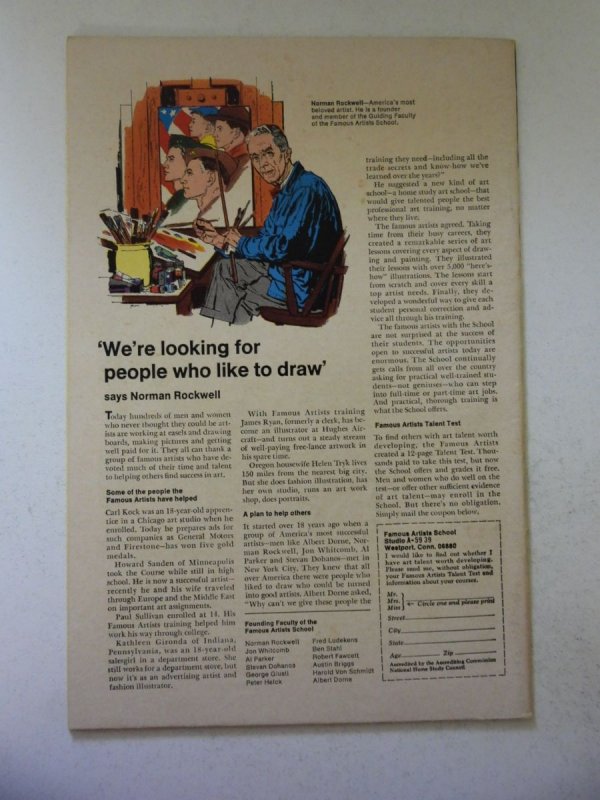 Norman Rockwell—America's most
beloved artist. He is a founder
and member of the Guiding Faculty
of the Famous Artists School.
'We're looking for
people who like to draw'
says Norman Rockwell
Today hundreds of men and women
who never thought they could be art-
ists are working at easels and drawing
boards, making pictures and getting
well paid for it. They all can thank a
group of famous artists who have de-
voted much of their time and talent
to helping others find success in art.
Some of the people the
Famous Artists have helped
Carl Kock was an 18-year-old appren-
tice in a Chicago art studio when he
enrolled. Today he prepares ads for
such companies as General Motors
and Firestone—has won five gold
medals.
Howard Sanden of Minneapolis
took the Course while still in high
school. He is now a successful artist—
recently he and his wife traveled
through Europe and the Middle East
on important art assignments.
Paul Sullivan enrolled at 14. His
Famous Artists training helped him
work his way through college.
Kathleen Gironda of Indiana,
Pennsylvania, was an 18-year-old
salesgirl in a department store. She
still works for a department store, but
now it's as an advertising artist and
fashion illustrator.
With Famous Artists training
James Ryan, formerly a clerk, has be-
come an illustrator at Hughes Air-
craft—and turns out a steady stream
of well-paying free-lance artwork in
his spare time.
Oregon housewife Helen Tryk lives
150 miles from the nearest big city.
But she does fashion illustration, has
her own studio, runs an art work
shop, does portraits.
A plan to help others
It started over 18 years ago when a
group of America's most successful
artists—men like Albert Dorne, Nor-
man Rockwell, Jon Whitcomb, Al
Parker and Stevan Dohanos—met in
New York City. They knew that all
over America there were people who
liked to draw who could be turned
into good artists. Albert Dorne asked,
"Why can't we give these people the
Founding Faculty of the
Famous Artists School
Norman Rockwell
Jon Whitcomb
Al Parker
Stevan Dohanos
George Giusti
Peter Helck
Fred Ludekens
Ben Stahl
Robert Fawcett
Austin Briggs
Harold Von Schmidt
Albert Dorne
training they need—including all the
trade secrets and know-how we've
learned over the years?"
He suggested a new kind of art
school—a home study art school—that
would give talented people the best
professional art training, no matter
where they live.
The famous artists agreed. Taking
time from their busy careers, they
created a remarkable series of art
lessons covering every aspect of draw-
ing and painting. They illustrated
their lessons with over 5,000 "here's-
how" illustrations. The lessons start
from scratch and cover every skill a
top artist needs. Finally, they de-
veloped a wonderful way to give each
student personal correction and ad-
vice all through his training.
The famous artists with the School
are not surprised at the success of
their students. The opportunities
open to successful artists today are
enormous. The School continually
gets calls from all over the country
asking for practical well-trained stu-
dents—not geniuses—who can step
into full-time or part-time art jobs.
And practical, thorough training is
what the School offers.
Famous Artists Talent Test
To find others with art talent worth
developing, the Famous Artists
created a 12-page Talent Test. Thou-
sands paid to take this test, but now
the School offers and grades it free.
Men and women who do well on the
test—or offer other sufficient evidence
of art talent—may enroll in the
School. But there's no obligation.
Simply mail the coupon below.
Famous Artists School
Studio A-5939
Westport, Conn. 06880
I would like to find out whether I
have art talent worth developing.
Please send me, without obligation,
your Famous Artists Talent Test and
information about your courses.
Mr.
Mrs.
Miss
Circle one and please print
Street
City
State
Age Zip
Accredited by the Accrediting Commission
National Home Study Council.